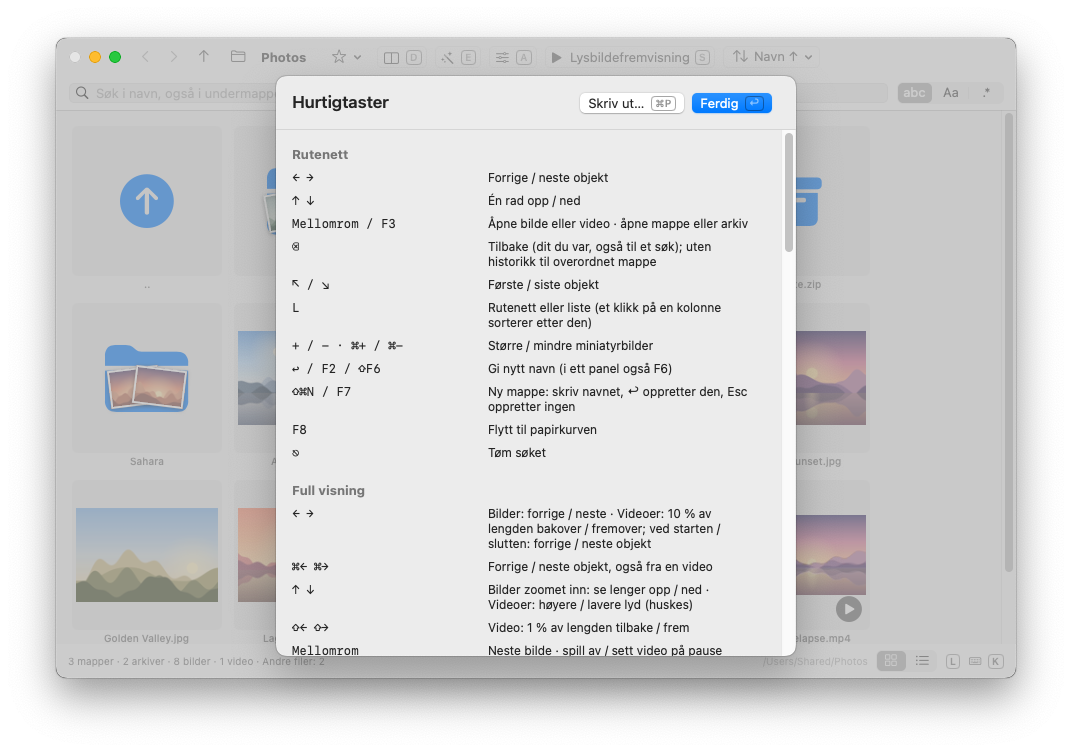 Photos
D
E
A
Lysbildefremvisning S
Navn ↑
Søk i navn, også i undermappe
abc
Aa
.*
Hurtigtaster
Skriv ut... ⌘P
Ferdig ↩
Rutenett
← →
Forrige / neste objekt
↑ ↓
Én rad opp / ned
Mellomrom / F3
Åpne bilde eller video · åpne mappe eller arkiv
⌫
Tilbake (dit du var, også til et søk); uten
historikk til overordnet mappe
↖ / ↘
Første / siste objekt
L
Rutenett eller liste (et klikk på en kolonne
sorterer etter den)
+ / − · ⌘+ / ⌘−
Større / mindre miniatyrbilder
↩ / F2 / ⇧F6
Gi nytt navn (i ett panel også F6)
⇧⌘N / F7
Ny mappe: skriv navnet, ↩ oppretter den, Esc
oppretter ingen
F8
Flytt til papirkurven
⎋
Tøm søket
Full visning
← →
Bilder: forrige / neste · Videoer: 10 % av
lengden bakover / fremover; ved starten /
slutten: forrige / neste objekt
⌘← ⌘→
Forrige / neste objekt, også fra en video
↑ ↓
Bilder zoomet inn: se lenger opp / ned ·
Videoer: høyere / lavere lyd (huskes)
⇧← ⇧→
Video: 1 % av lengden tilbake / frem
Mellomrom
Neste bilde · spill av / sett video på pause
..
Sahara
Golden Valley.jpg
3 mapper · 2 arkiver · 8 bilder · 1 video · Andre filer: 2
/Users/Shared/Photos
L
K